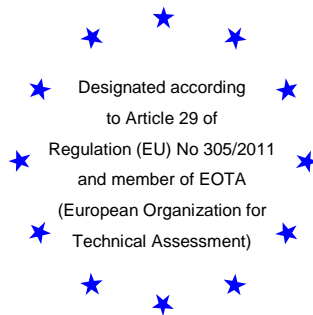 Designated according
to Article 29 of
Regulation (EU) No 305/2011
and member of EOTA
(European Organization for
Technical Assessment)